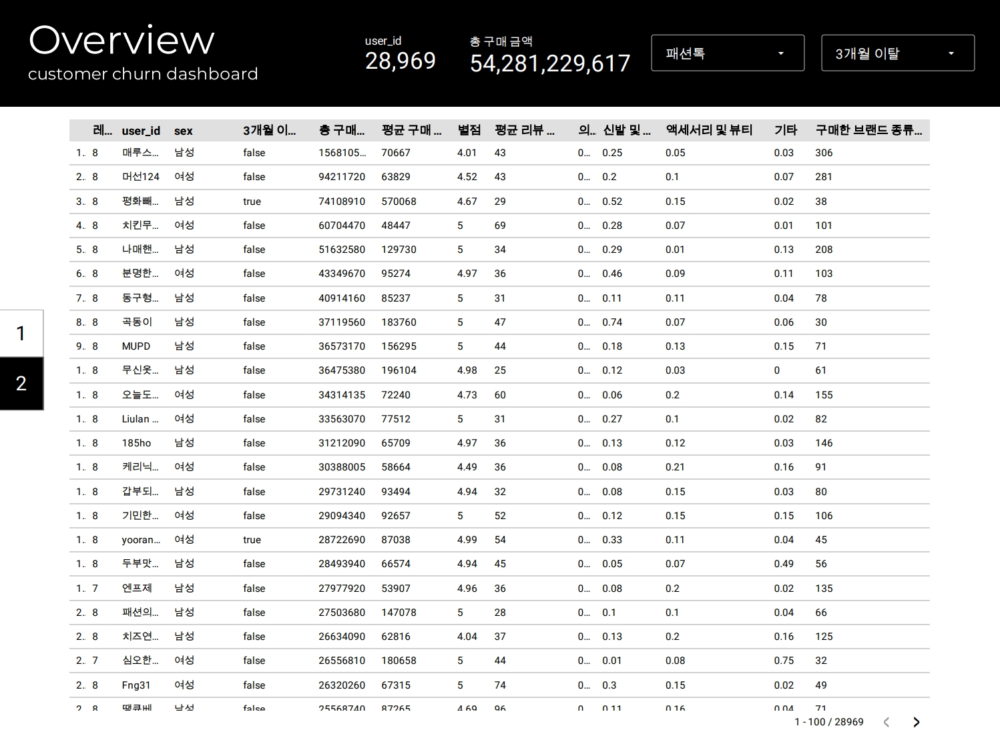 Overview
customer churn dashboard
user_id
28,969
총 구매 금액
54,281,229,617
패션톡
3개월 이탈
1
2
레... user_id sex 3개월 이... 총 구매... 평균 구매 ... 별점 평균 리뷰 ... 의... 신발 및 ... 액세서리 및 뷰티 기타 구매한 브랜드 종류...
1.. 8 매루스... 남성 false 1568105... 70667 4.01 43 0... 0.25 0.05 0.03 306
2.. 8 머선124 여성 false 94211720 63829 4.52 43 0... 0.2 0.1 0.07 281
3.. 8 평화빼... 남성 true 74108910 570068 4.67 29 0... 0.52 0.15 0.02 38
4.. 8 치킨무... 여성 false 60704470 48447 5 69 0... 0.28 0.07 0.01 101
5.. 8 나매핸... 남성 false 51632580 129730 5 34 0... 0.29 0.01 0.13 208
6.. 8 분명한... 여성 false 43349670 95274 4.97 36 0... 0.46 0.09 0.11 103
7.. 8 동구형... 남성 false 40914160 85237 5 31 0... 0.11 0.11 0.04 78
8.. 8 곡동이 남성 false 37119560 183760 5 47 0... 0.74 0.07 0.06 30
9.. 8 MUPD 남성 false 36573170 156295 5 44 0... 0.18 0.13 0.15 71
1.. 8 무신옷... 남성 false 36475380 196104 4.98 25 0... 0.12 0.03 0 61
1.. 8 오늘도... 여성 false 34314135 72240 4.73 60 0... 0.06 0.2 0.14 155
1.. 8 Liulan ... 여성 false 33563070 77512 5 31 0... 0.27 0.1 0.02 82
1.. 8 185ho 남성 false 31212090 65709 4.97 36 0... 0.13 0.12 0.03 146
1.. 8 케리닉... 여성 false 30388005 58664 4.49 36 0... 0.08 0.21 0.16 91
1.. 8 갑부되... 남성 false 29731240 93494 4.94 32 0... 0.08 0.15 0.03 80
1.. 8 기민한... 여성 false 29094340 92657 5 52 0... 0.12 0.15 0.15 106
1.. 8 yooran... 여성 true 28722690 87038 4.99 54 0... 0.33 0.11 0.04 45
1.. 8 두부맛... 남성 false 28493940 66574 4.94 45 0... 0.05 0.07 0.49 56
1.. 7 엔프제 남성 false 27977920 53907 4.96 36 0... 0.08 0.2 0.02 135
2.. 8 패션의... 남성 false 27503680 147078 5 28 0... 0.1 0.1 0.04 66
2.. 8 치즈연... 남성 false 26634090 62816 4.04 37 0... 0.13 0.2 0.16 125
2.. 7 심오한... 여성 false 26556810 180658 5 44 0... 0.01 0.08 0.75 32
2.. 8 Fng31 여성 false 26320260 67315 5 74 0... 0.3 0.15 0.02 49
2 8 남성 false 25568740 87265 4.69 96 0 0.11 0.16 0.04 71
1 - 100 / 28969